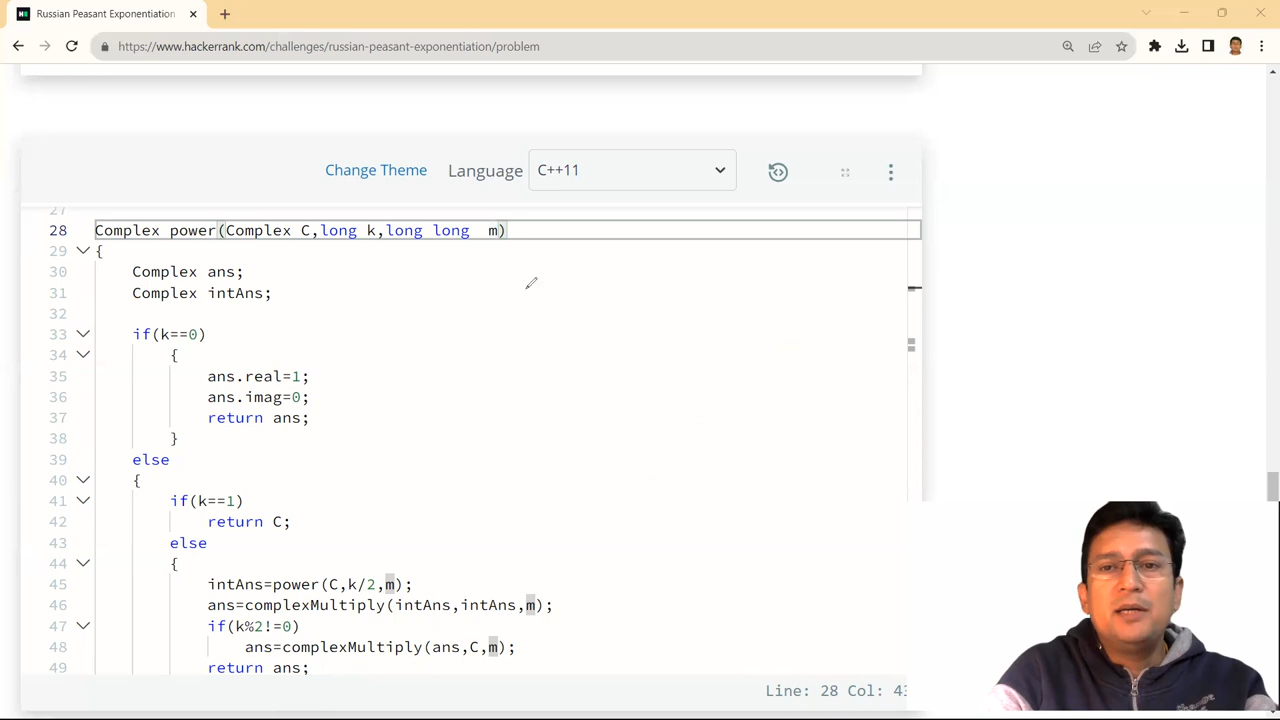 Russian Peasant Exponentiation
https://www.hackerrank.com/challenges/russian-peasant-exponentiation/problem
Change Theme Language C++11
27
28 Complex power(Complex C,long k,long long  m)
29 {
30 Complex ans;
31 Complex intAns;
32
33 if(k==0)
34 {
35 ans.real=1;
36 ans.imag=0;
37 return ans;
38 }
39 else
40 {
41 if(k==1)
42 return C;
43 else
44 {
45 intAns=power(C,k/2,m);
46 ans=complexMultiply(intAns,intAns,m);
47 if(k%2!=0)
48 ans=complexMultiply(ans,C,m);
49 return ans;
Line: 28 Col: 43